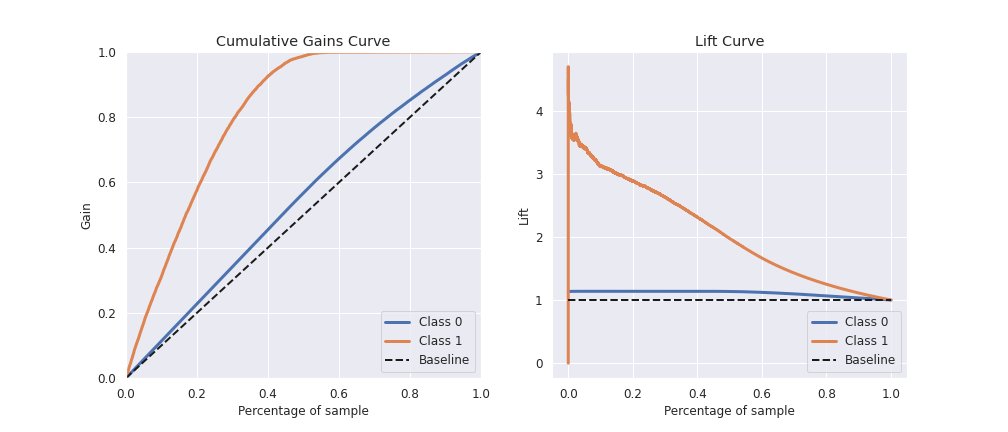 Cumulative Gains Curve
1.0
0.8
0.6
0.4
0.2
0.0
Gain
0.0 0.2 0.4 0.6 0.8 1.0
Percentage of sample
Class 0
Class 1
Baseline
Lift Curve
4
3
2
1
0
Lift
0.0 0.2 0.4 0.6 0.8 1.0
Percentage of sample
Class 0
Class 1
Baseline